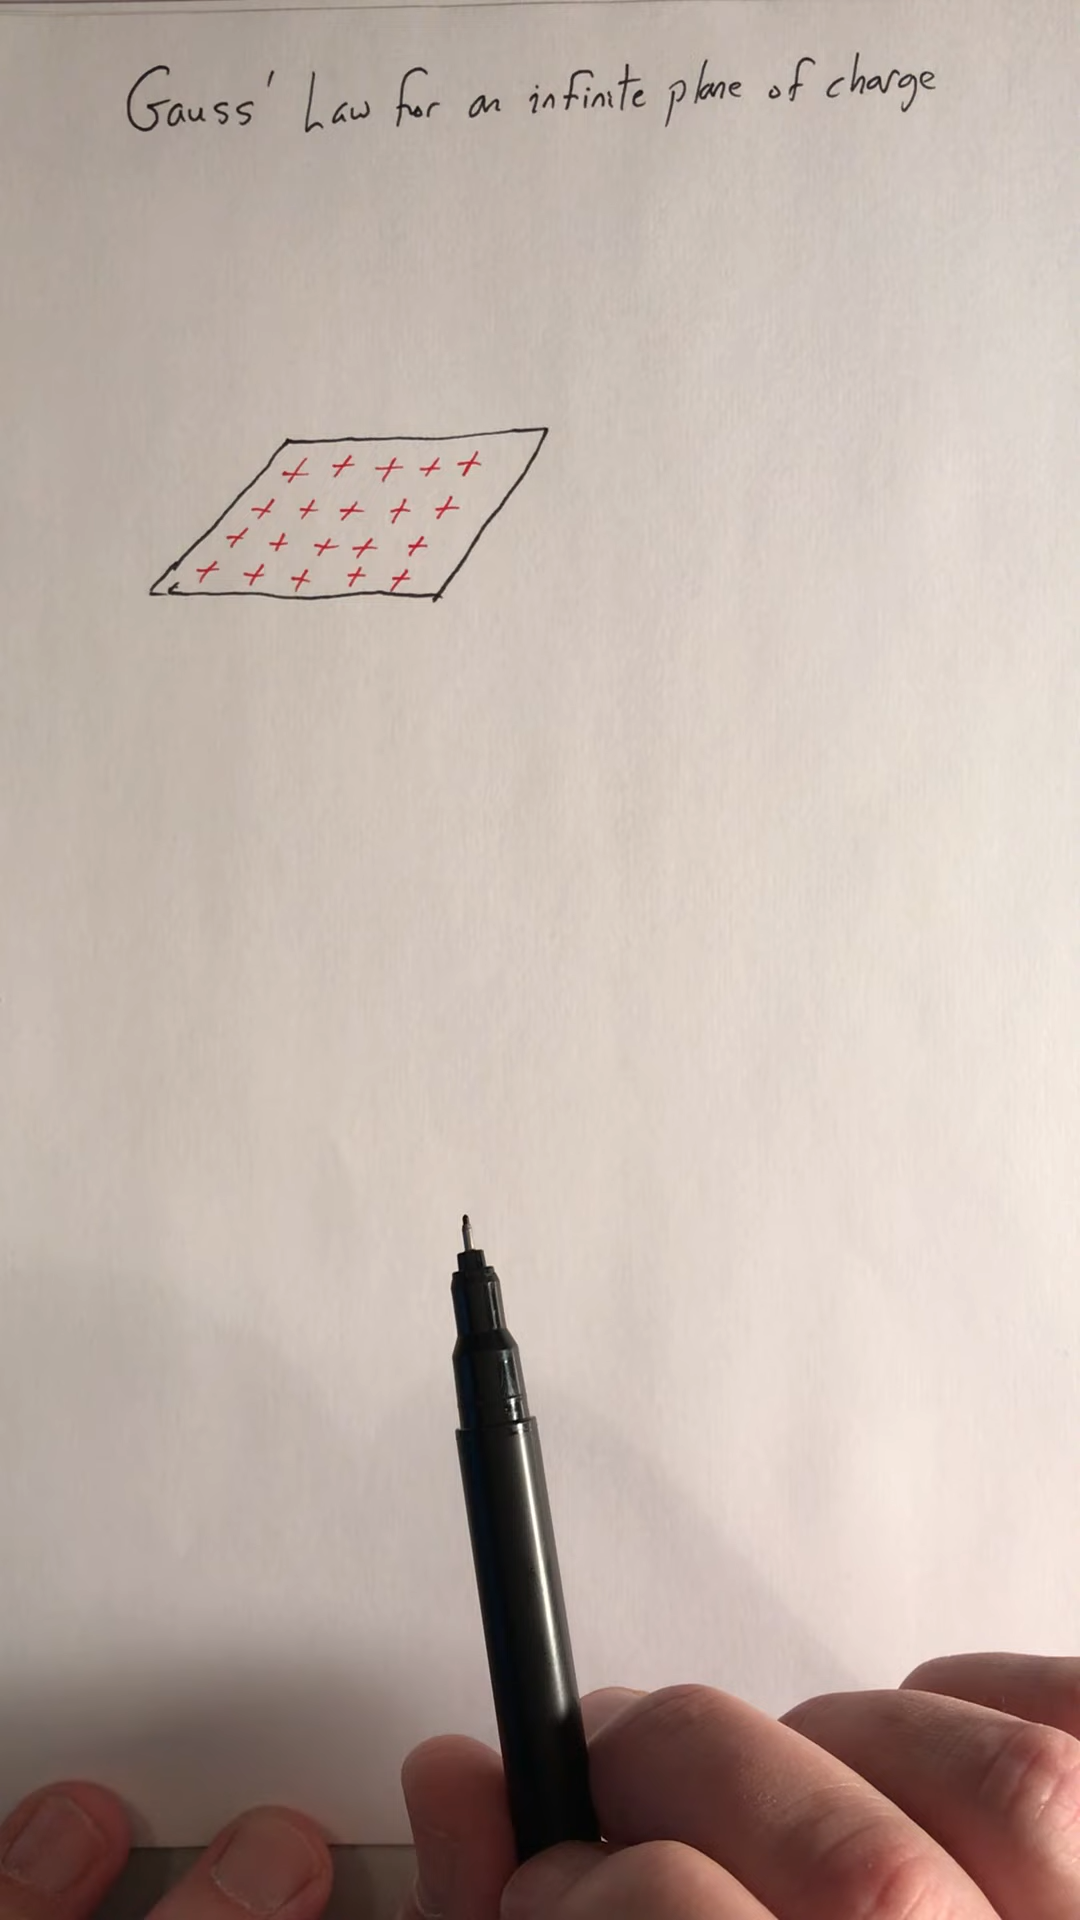 Gauss' Law for an infinite plane of charge
+ + + + +
+ + + + +
+ + + + +
+ + + + +